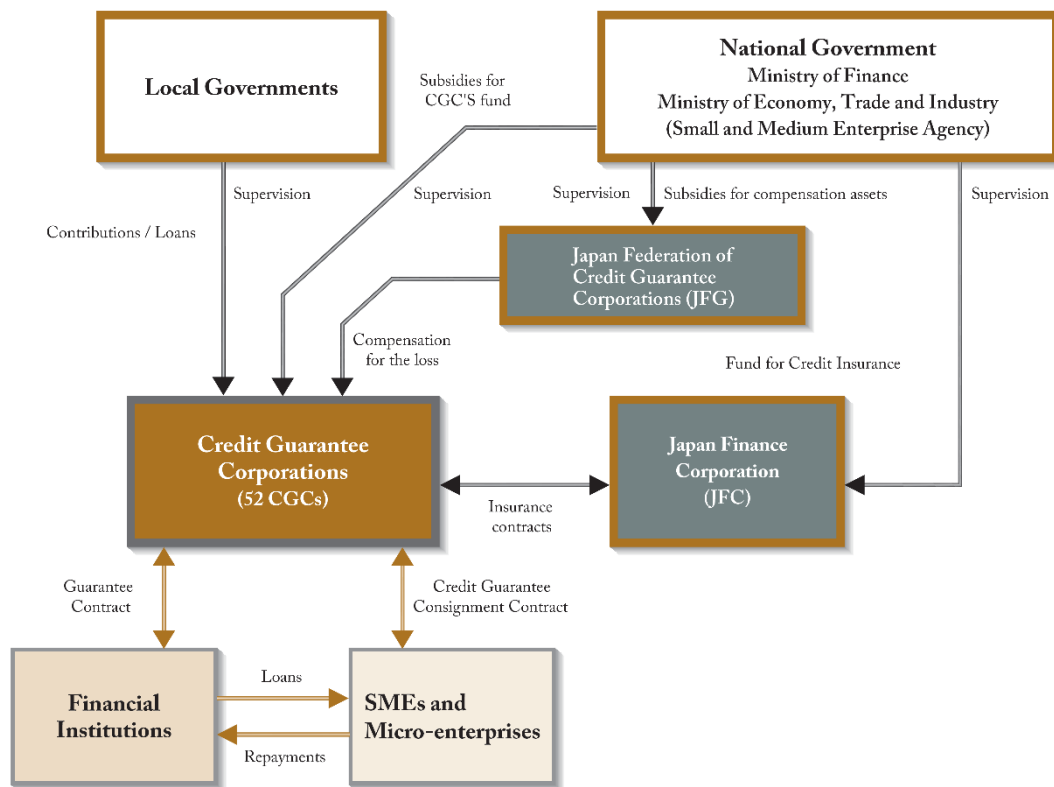 Local Governments
National Government
Ministry of Finance
Ministry of Economy, Trade and Industry
(Small and Medium Enterprise Agency)
Subsidies for
CGC'S fund
Supervision
Contributions / Loans
Supervision
Supervision
Subsidies for compensation assets
Supervision
Japan Federation of
Credit Guarantee
Corporations (JFG)
Compensation
for the loss
Fund for Credit Insurance
Credit Guarantee
Corporations
(52 CGCs)
Insurance
contracts
Japan Finance
Corporation
(JFC)
Guarantee
Contract
Credit Guarantee
Consignment Contract
Financial
Institutions
Loans
Repayments
SMEs and
Micro-enterprises